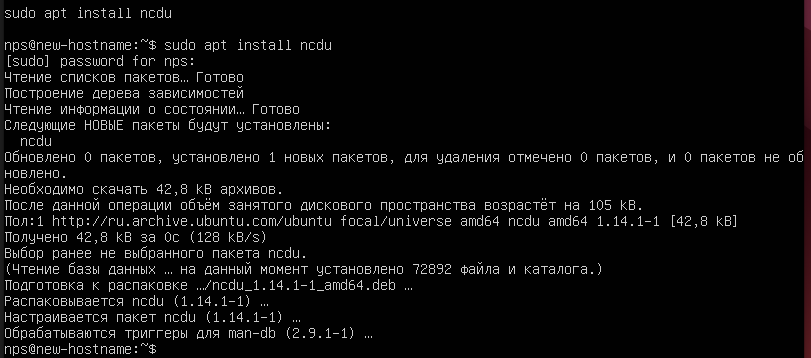 sudo apt install ncdu
nps@new-hostname:~$ sudo apt install ncdu
[sudo] password for nps:
Чтение списков пакетов… Готово
Построение дерева зависимостей
Чтение информации о состоянии… Готово
Следующие НОВЫЕ пакеты будут установлены:
  ncdu
Обновлено 0 пакетов, установлено 1 новых пакетов, для удаления отмечено 0 пакетов, и 0 пакетов не об
новлено.
Необходимо скачать 42,8 kB архивов.
После данной операции объём занятого дискового пространства возрастёт на 105 kB.
Пол:1 http://ru.archive.ubuntu.com/ubuntu focal/universe amd64 ncdu amd64 1.14.1-1 [42,8 kB]
Получено 42,8 kB за 0с (128 kB/s)
Выбор ранее не выбранного пакета ncdu.
(Чтение базы данных … на данный момент установлено 72892 файла и каталога.)
Подготовка к распаковке …/ncdu_1.14.1-1_amd64.deb …
Распаковывается ncdu (1.14.1-1) …
Настраивается пакет ncdu (1.14.1-1) …
Обрабатываются триггеры для man-db (2.9.1-1) …
nps@new-hostname:~$